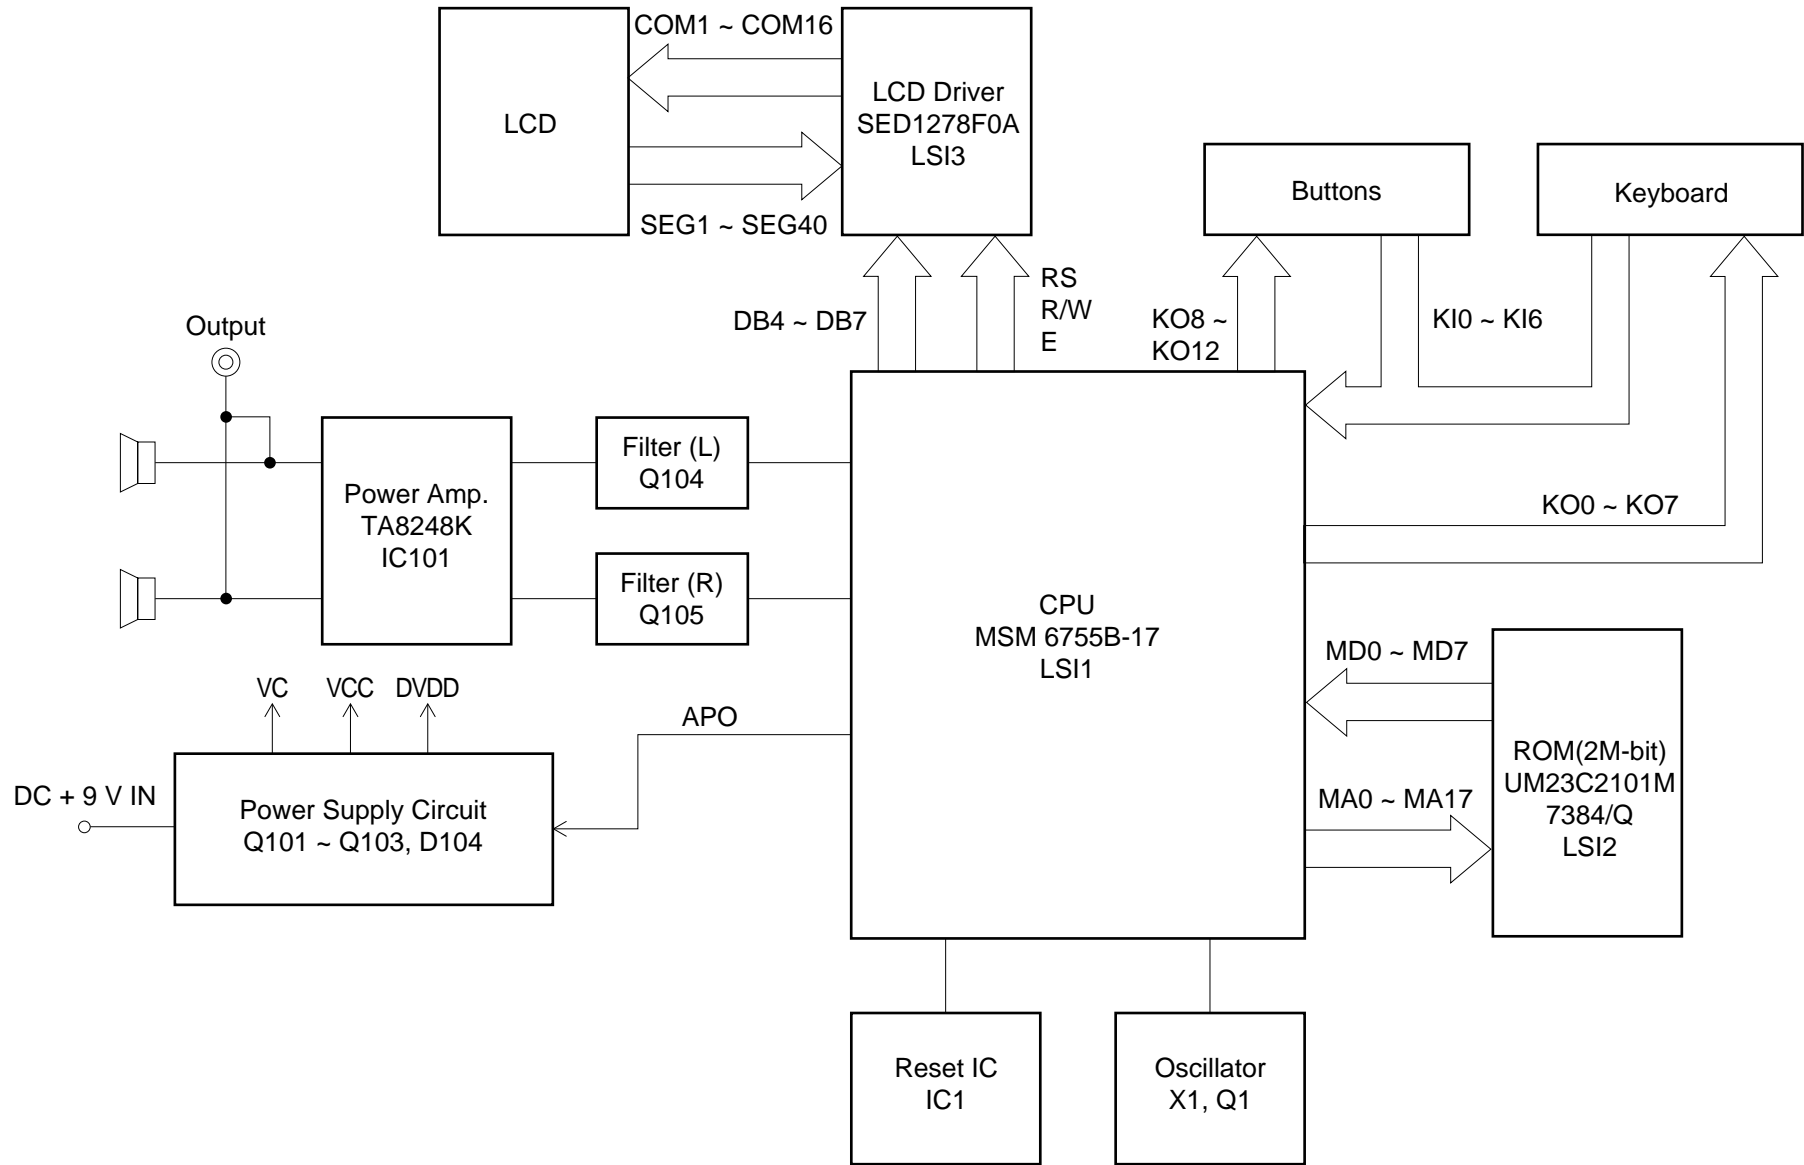 COM1 ~ COM16
LCD
LCD Driver
SED1278F0A
LSI3
SEG1 ~ SEG40
Buttons
Keyboard
DB4 ~ DB7
RS
R/W
E
KO8 ~
KO12
KI0 ~ KI6
Output
Filter (L)
Q104
Power Amp.
TA8248K
IC101
KO0 ~ KO7
Filter (R)
Q105
CPU
MSM 6755B-17
LSI1
MD0 ~ MD7
VC
VCC
DVDD
APO
ROM(2M-bit)
UM23C2101M
7384/Q
LSI2
MA0 ~ MA17
DC + 9 V IN
Power Supply Circuit
Q101 ~ Q103, D104
Reset IC
IC1
Oscillator
X1, Q1